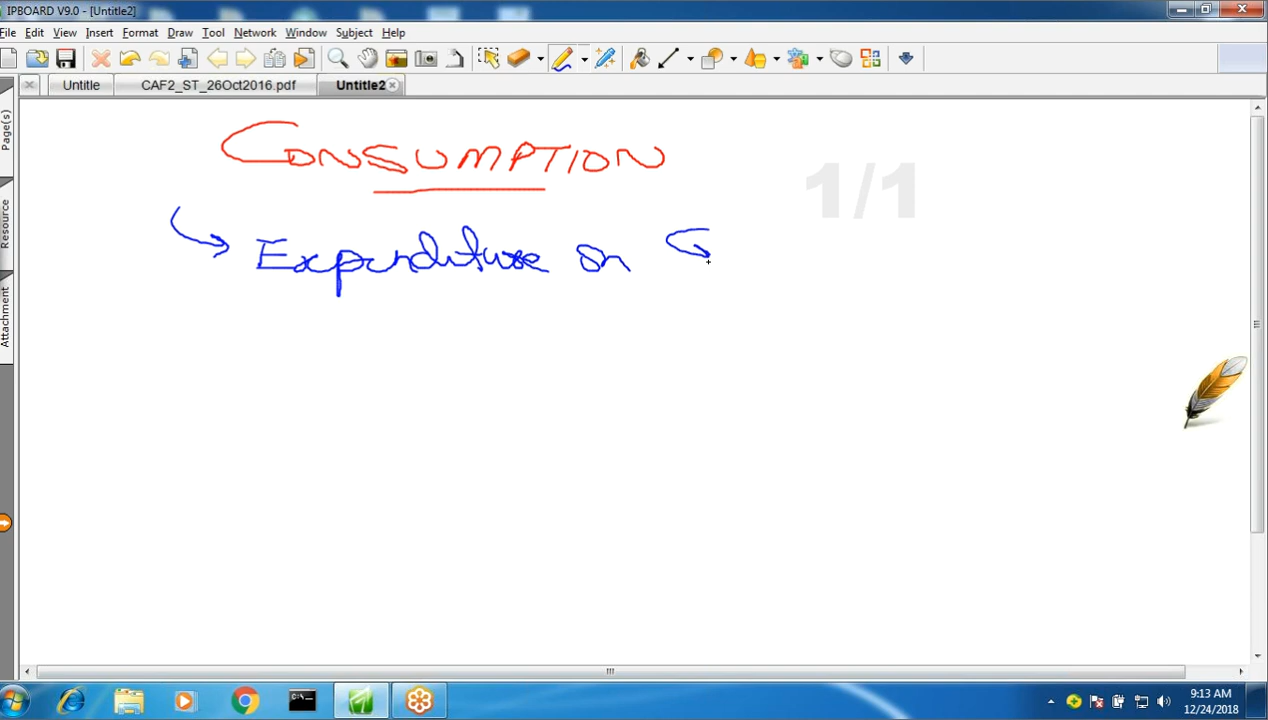 IPBOARD V9.0 - [Untitle2]
File Edit View Insert Format Draw Tool Network Window Subject Help
Untitle CAF2_ST_26Oct2016.pdf Untitle2
Page(s)
Resource
Attachment
1/1
CONSUMPTION
Expenditure on
9:13 AM
12/24/2018